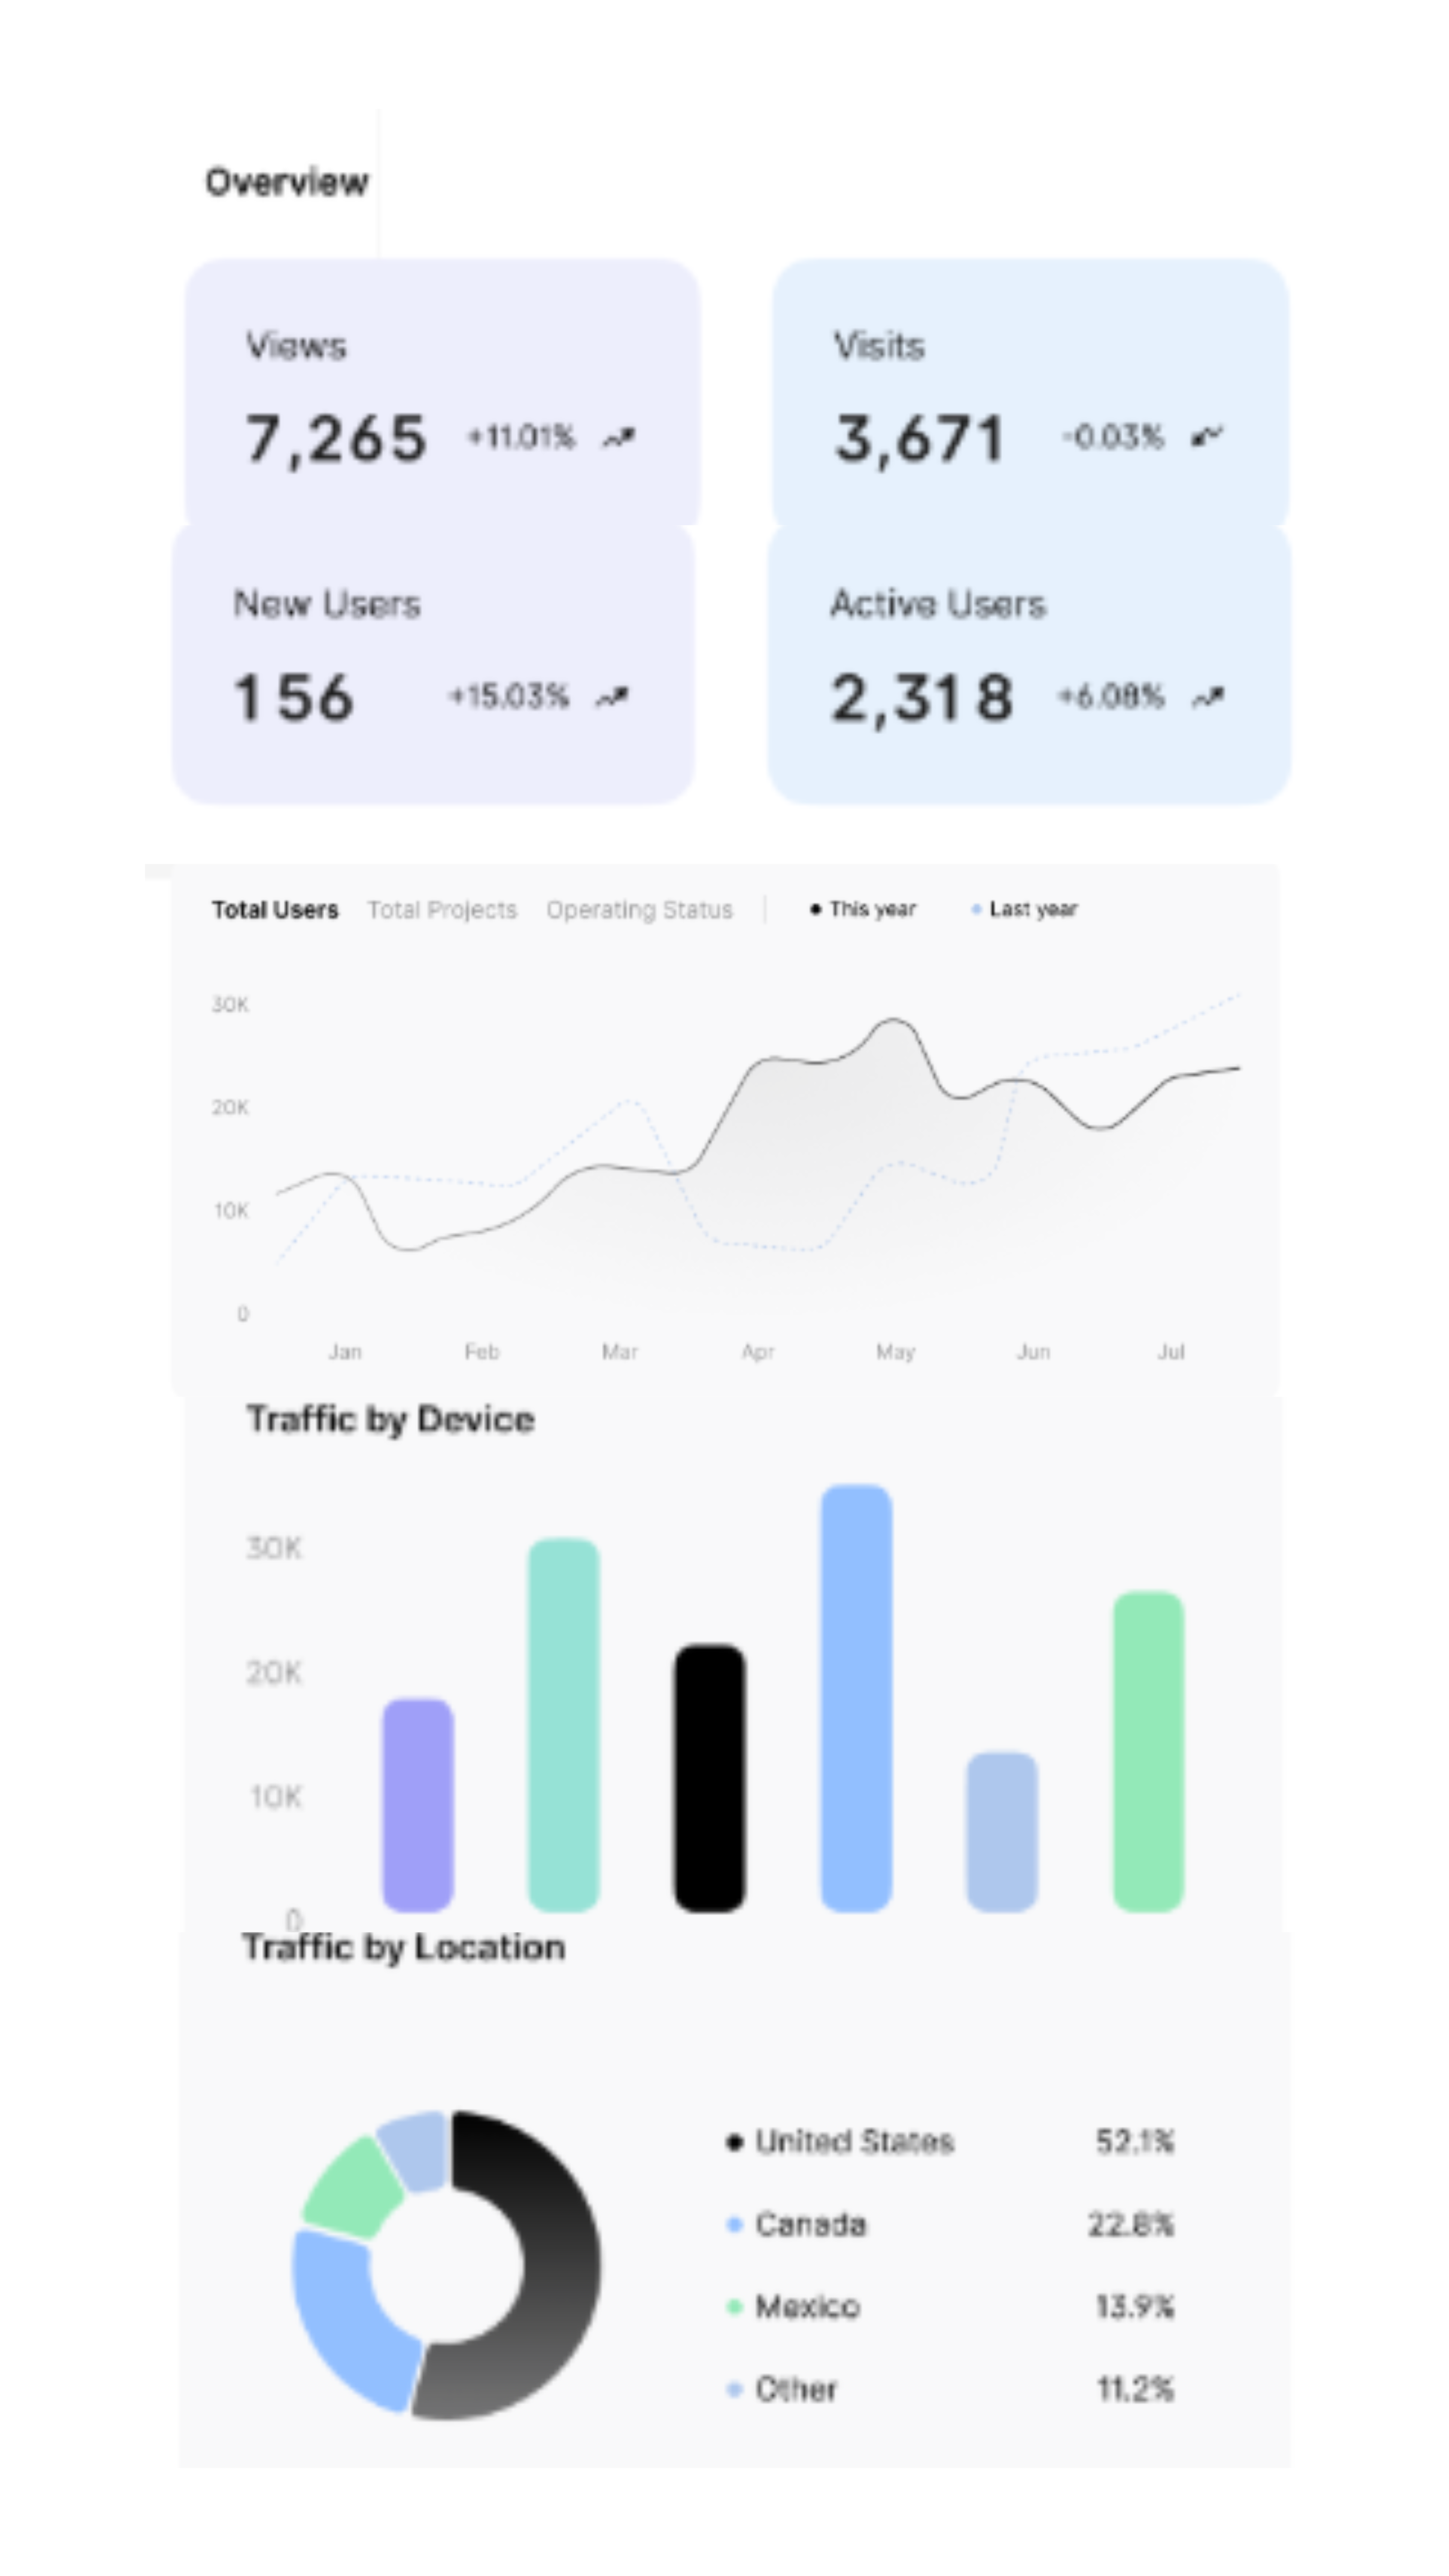 Overview
Views
7,265 +11.01%
Visits
3,671 -0.03%
New Users
156 +15.03%
Active Users
2,318 +6.08%
Total Users Total Projects Operating Status This year Last year
30K
20K
10K
0
Jan Feb Mar Apr May Jun Jul
Traffic by Device
30K
20K
10K
0
Traffic by Location
United States 52.1%
Canada 22.8%
Mexico 13.9%
Other 11.2%